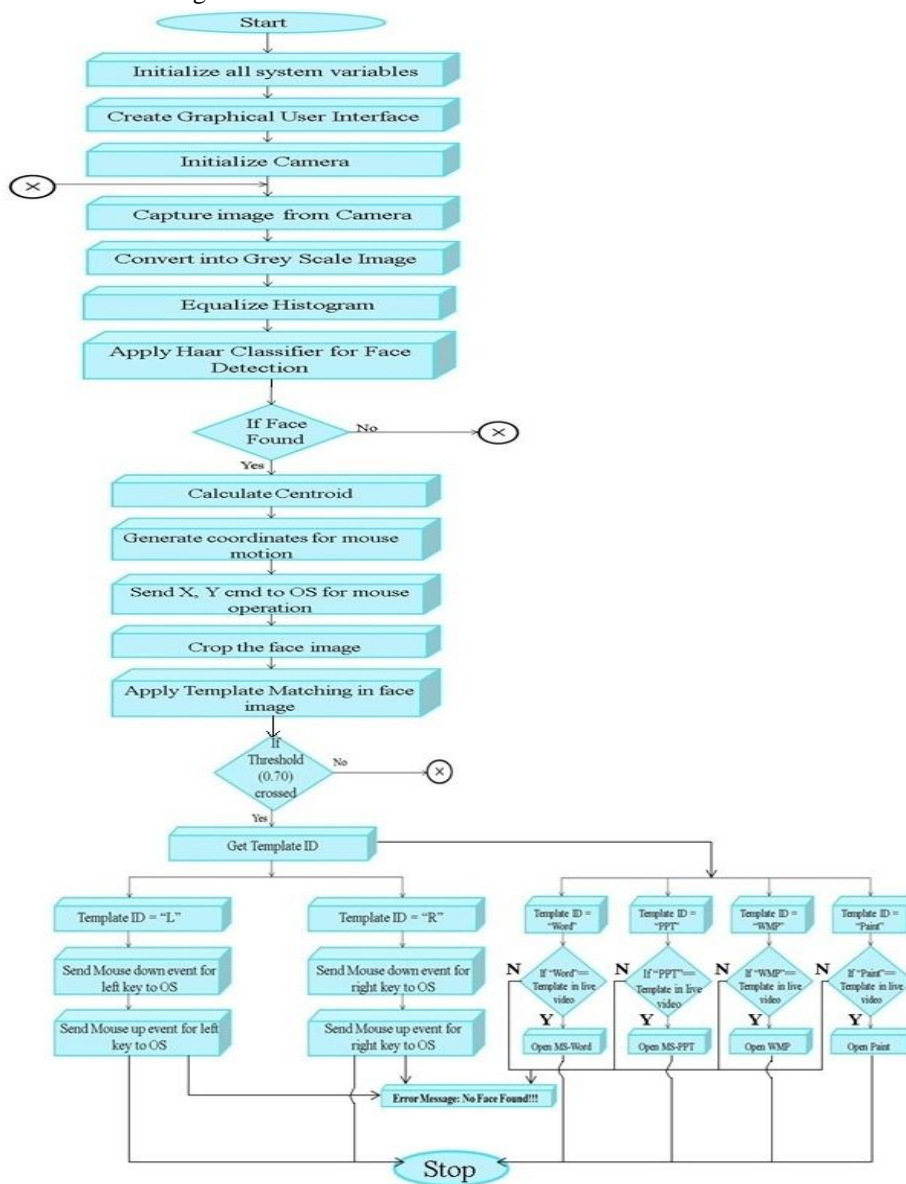 Start
Initialize all system variables
Create Graphical User Interface
Initialize Camera
X
Capture image from Camera
Convert into Grey Scale Image
Equalize Histogram
Apply Haar Classifier for Face
Detection
If Face
Found
No
X
Yes
Calculate Centroid
Generate coordinates for mouse
motion
Send X, Y cmd to OS for mouse
operation
Crop the face image
Apply Template Matching in face
image
If
Threshold
(0.70)
crossed
No
X
Yes
Get Template ID
Template ID = “L”
Send Mouse down event for
left key to OS
Send Mouse up event for left
key to OS
Template ID = “R”
Send Mouse down event for
right key to OS
Send Mouse up event for
right key to OS
Template ID =
“Word”
Template ID =
“PPT”
Template ID =
“WMP”
Template ID =
“Paint”
N
If “Word”==
Template in live
video
N
If “PPT”==
Template in live
video
N
If “WMP”==
Template in live
video
N
If “Paint”==
Template in live
video
Y
Y
Y
Y
Open MS-Word
Open MS-PPT
Open WMP
Open Paint
Error Message: No Face Found!!!
Stop